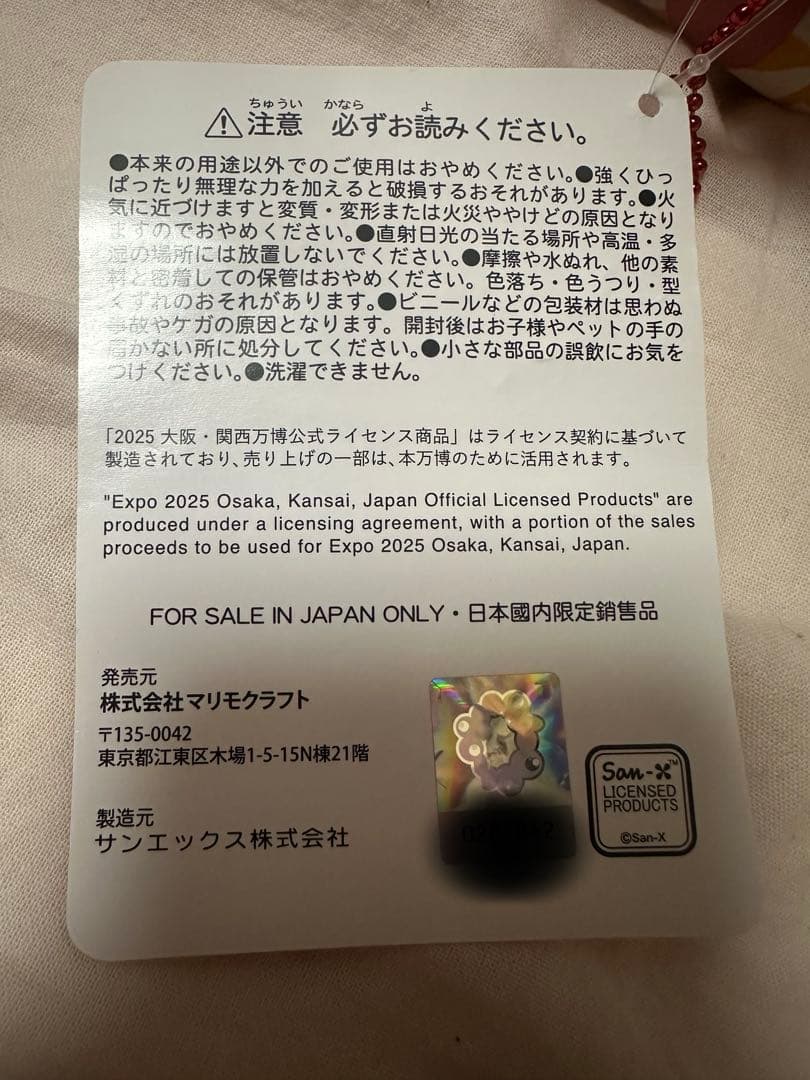 ちゅうい かなら よ
⚠注意 必ずお読みください。
●本来の用途以外でのご使用はおやめください。●強くひっ
ぱったり無理な力を加えると破損するおそれがあります。●火
気に近づけますと変質・変形または火災ややけどの原因となり
ますのでおやめください。●直射日光の当たる場所や高温・多
湿の場所には放置しないでください。●摩擦や水ぬれ、他の素
材と密着しての保管はおやめください。色落ち・色うつり・型
くずれのおそれがあります。●ビニールなどの包装材は思わぬ
事故やケガの原因となります。開封後はお子様やペットの手の
届かない所に処分してください。●小さな部品の誤飲にお気を
つけください。●洗濯できません。
「2025 大阪・関西万博公式ライセンス商品」はライセンス契約に基づいて
製造されており、売り上げの一部は、本万博のために活用されます。
"Expo 2025 Osaka, Kansai, Japan Official Licensed Products" are
produced under a licensing agreement, with a portion of the sales
proceeds to be used for Expo 2025 Osaka, Kansai, Japan.
FOR SALE IN JAPAN ONLY・日本國内限定銷售品
発売元
株式会社マリモクラフト
〒135-0042
東京都江東区木場1-5-15N棟21階
製造元
サンエックス株式会社
San-X™
LICENSED
PRODUCTS
©San-X